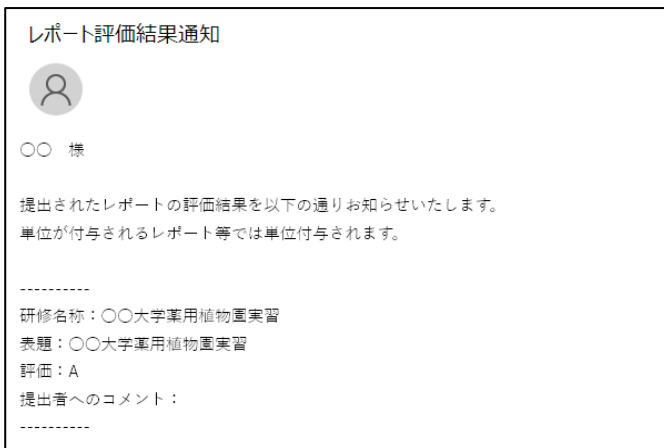 レポート評価結果通知
〇〇　様
提出されたレポートの評価結果を以下の通りお知らせいたします。
単位が付与されるレポート等では単位付与されます。
----------
研修名称：〇〇大学薬用植物園実習
表題：〇〇大学薬用植物園実習
評価：A
提出者へのコメント：
----------